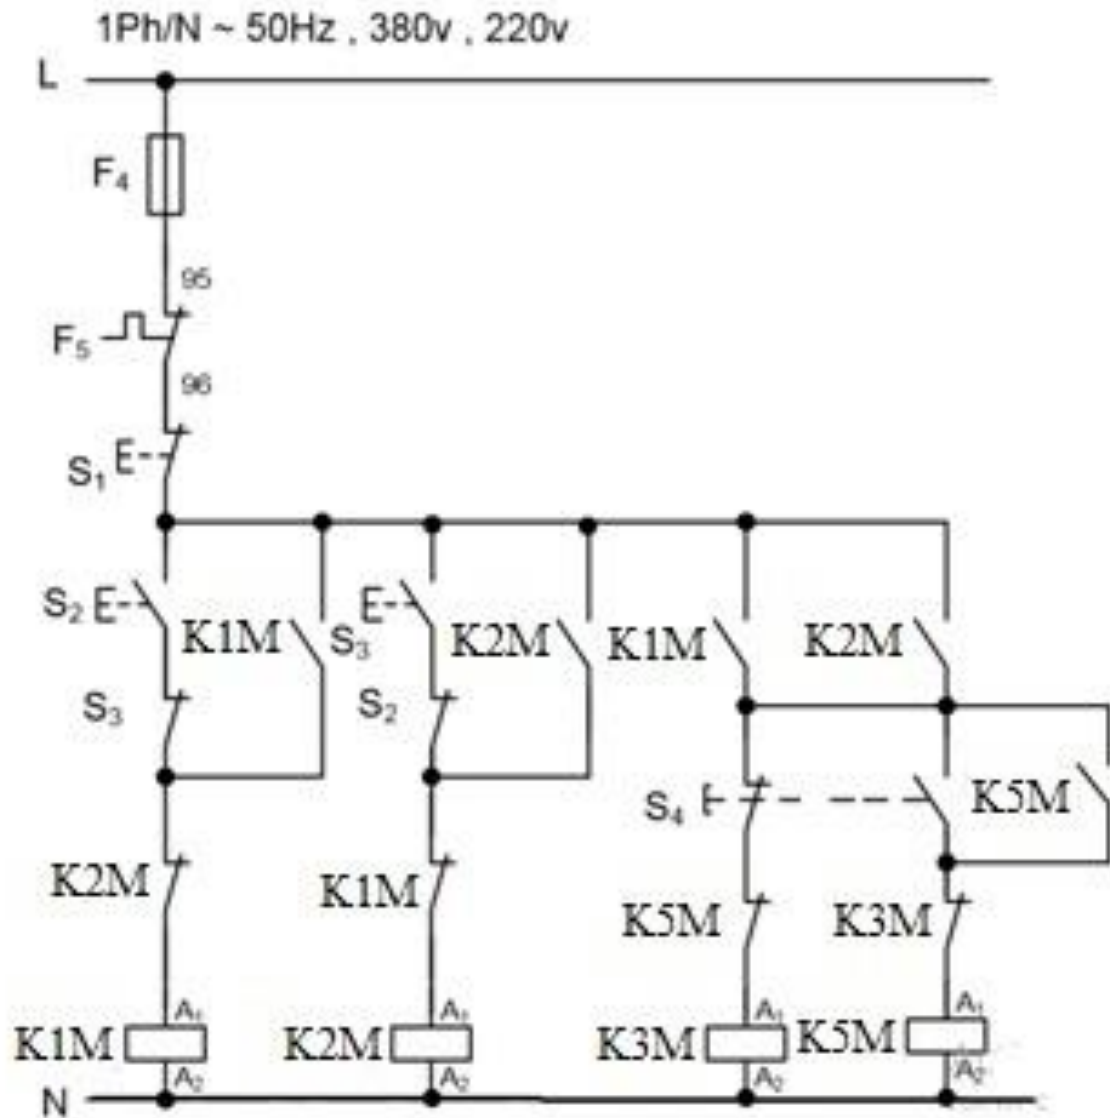 1Ph/N ~ 50Hz , 380v , 220v
L
F₄
95
F₅
96
S₁
S₂
K1M
S₃
K2M
K1M
K2M
S₃
S₂
S₄
K5M
K2M
K1M
K5M
K3M
A₁
A₁
A₁
A₁
K1M
K2M
K3M
K5M
A₂
A₂
A₂
A₂
N